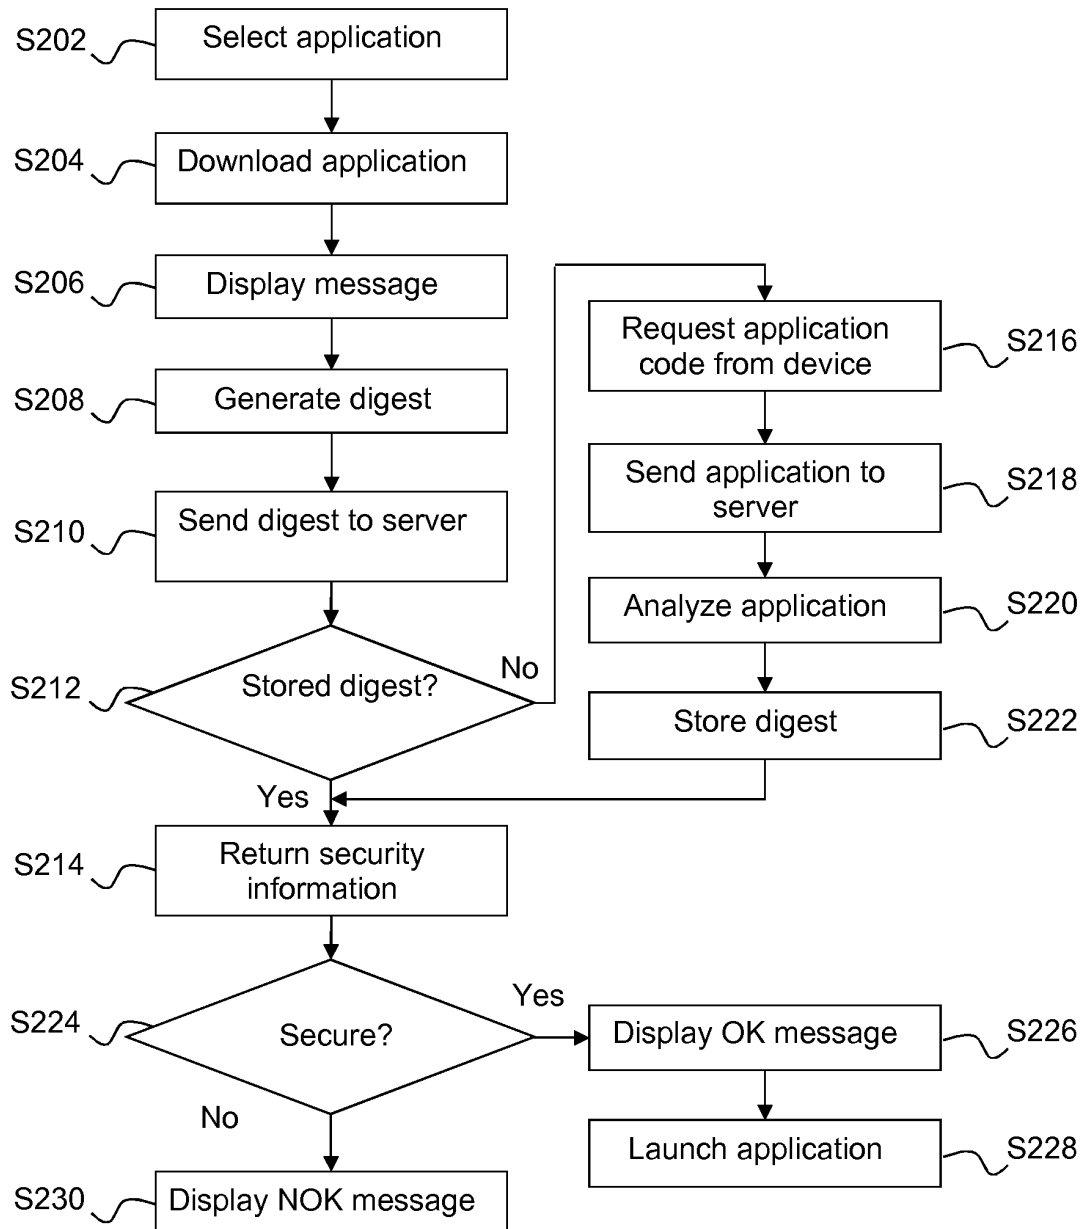 S202
Select application
S204
Download application
S206
Display message
S208
Generate digest
S210
Send digest to server
S212
Stored digest?
No
Yes
Request application
code from device
S216
Send application to
server
S218
Analyze application
S220
Store digest
S222
S214
Return security
information
S224
Secure?
Yes
No
Display OK message
S226
Launch application
S228
S230
Display NOK message